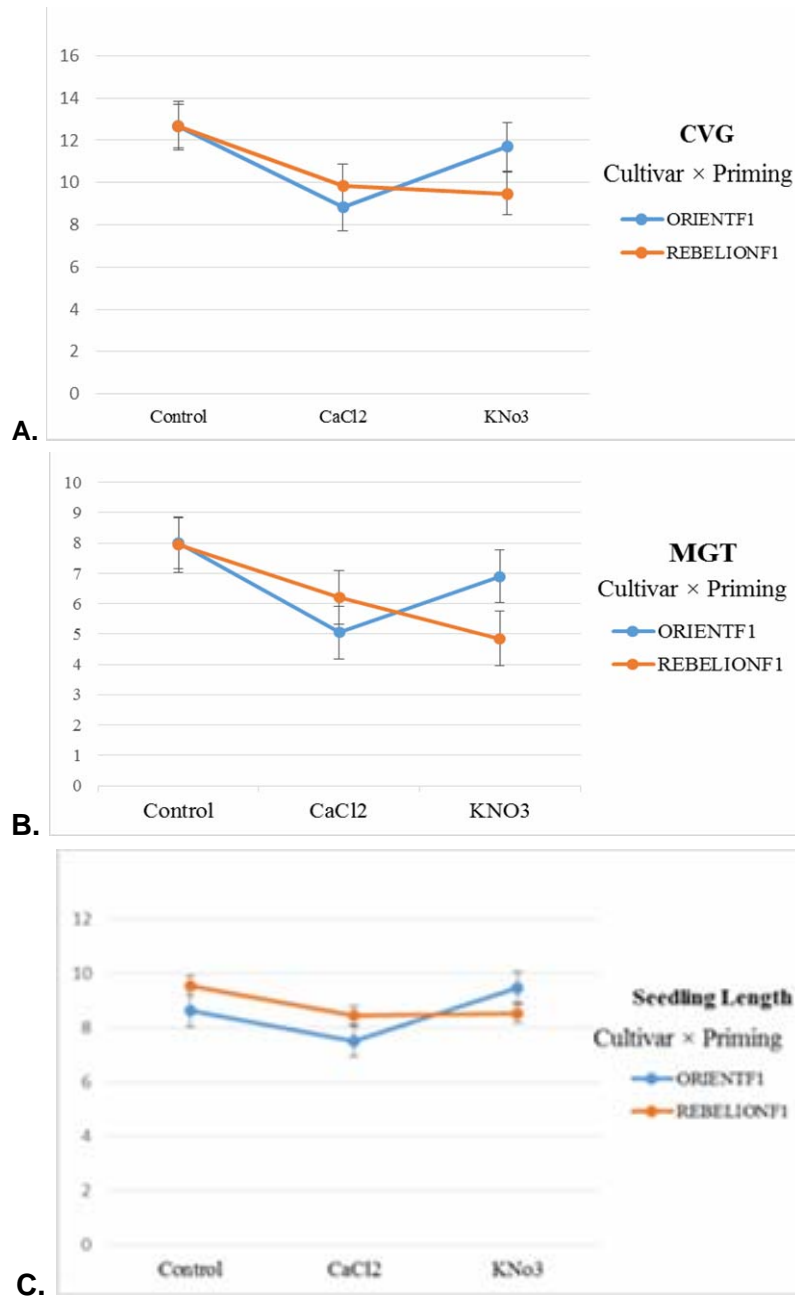 16
14
12
10
8
6
4
2
0
Control
CaCl2
KNo3
CVG
Cultivar × Priming
ORIENTF1
REBELIONF1
A.
10
9
8
7
6
5
4
3
2
1
0
Control
CaCl2
KNO3
MGT
Cultivar × Priming
ORIENTF1
REBELIONF1
B.
12
10
8
6
4
2
0
Control
CaCl2
KNo3
Seedling Length
Cultivar × Priming
ORIENTF1
REBELIONF1
C.